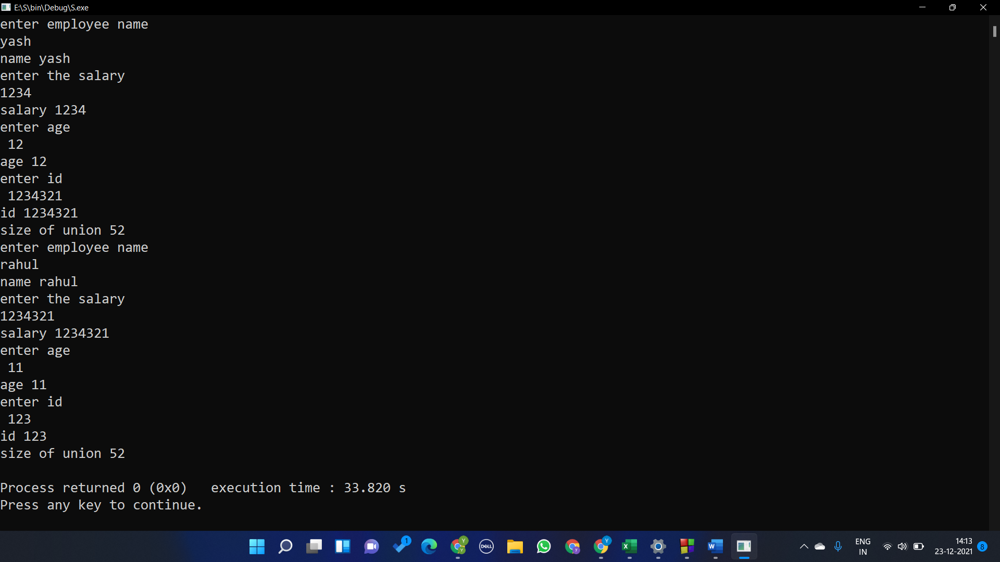 E:\S\bin\Debug\S.exe
enter employee name
yash
name yash
enter the salary
1234
salary 1234
enter age
 12
age 12
enter id
 1234321
id 1234321
size of union 52
enter employee name
rahul
name rahul
enter the salary
1234321
salary 1234321
enter age
 11
age 11
enter id
 123
id 123
size of union 52

Process returned 0 (0x0)   execution time : 33.820 s
Press any key to continue.
1
Y
Y
DELL
y
Y
X
W
ENG
IN
14:13
23-12-2021
8